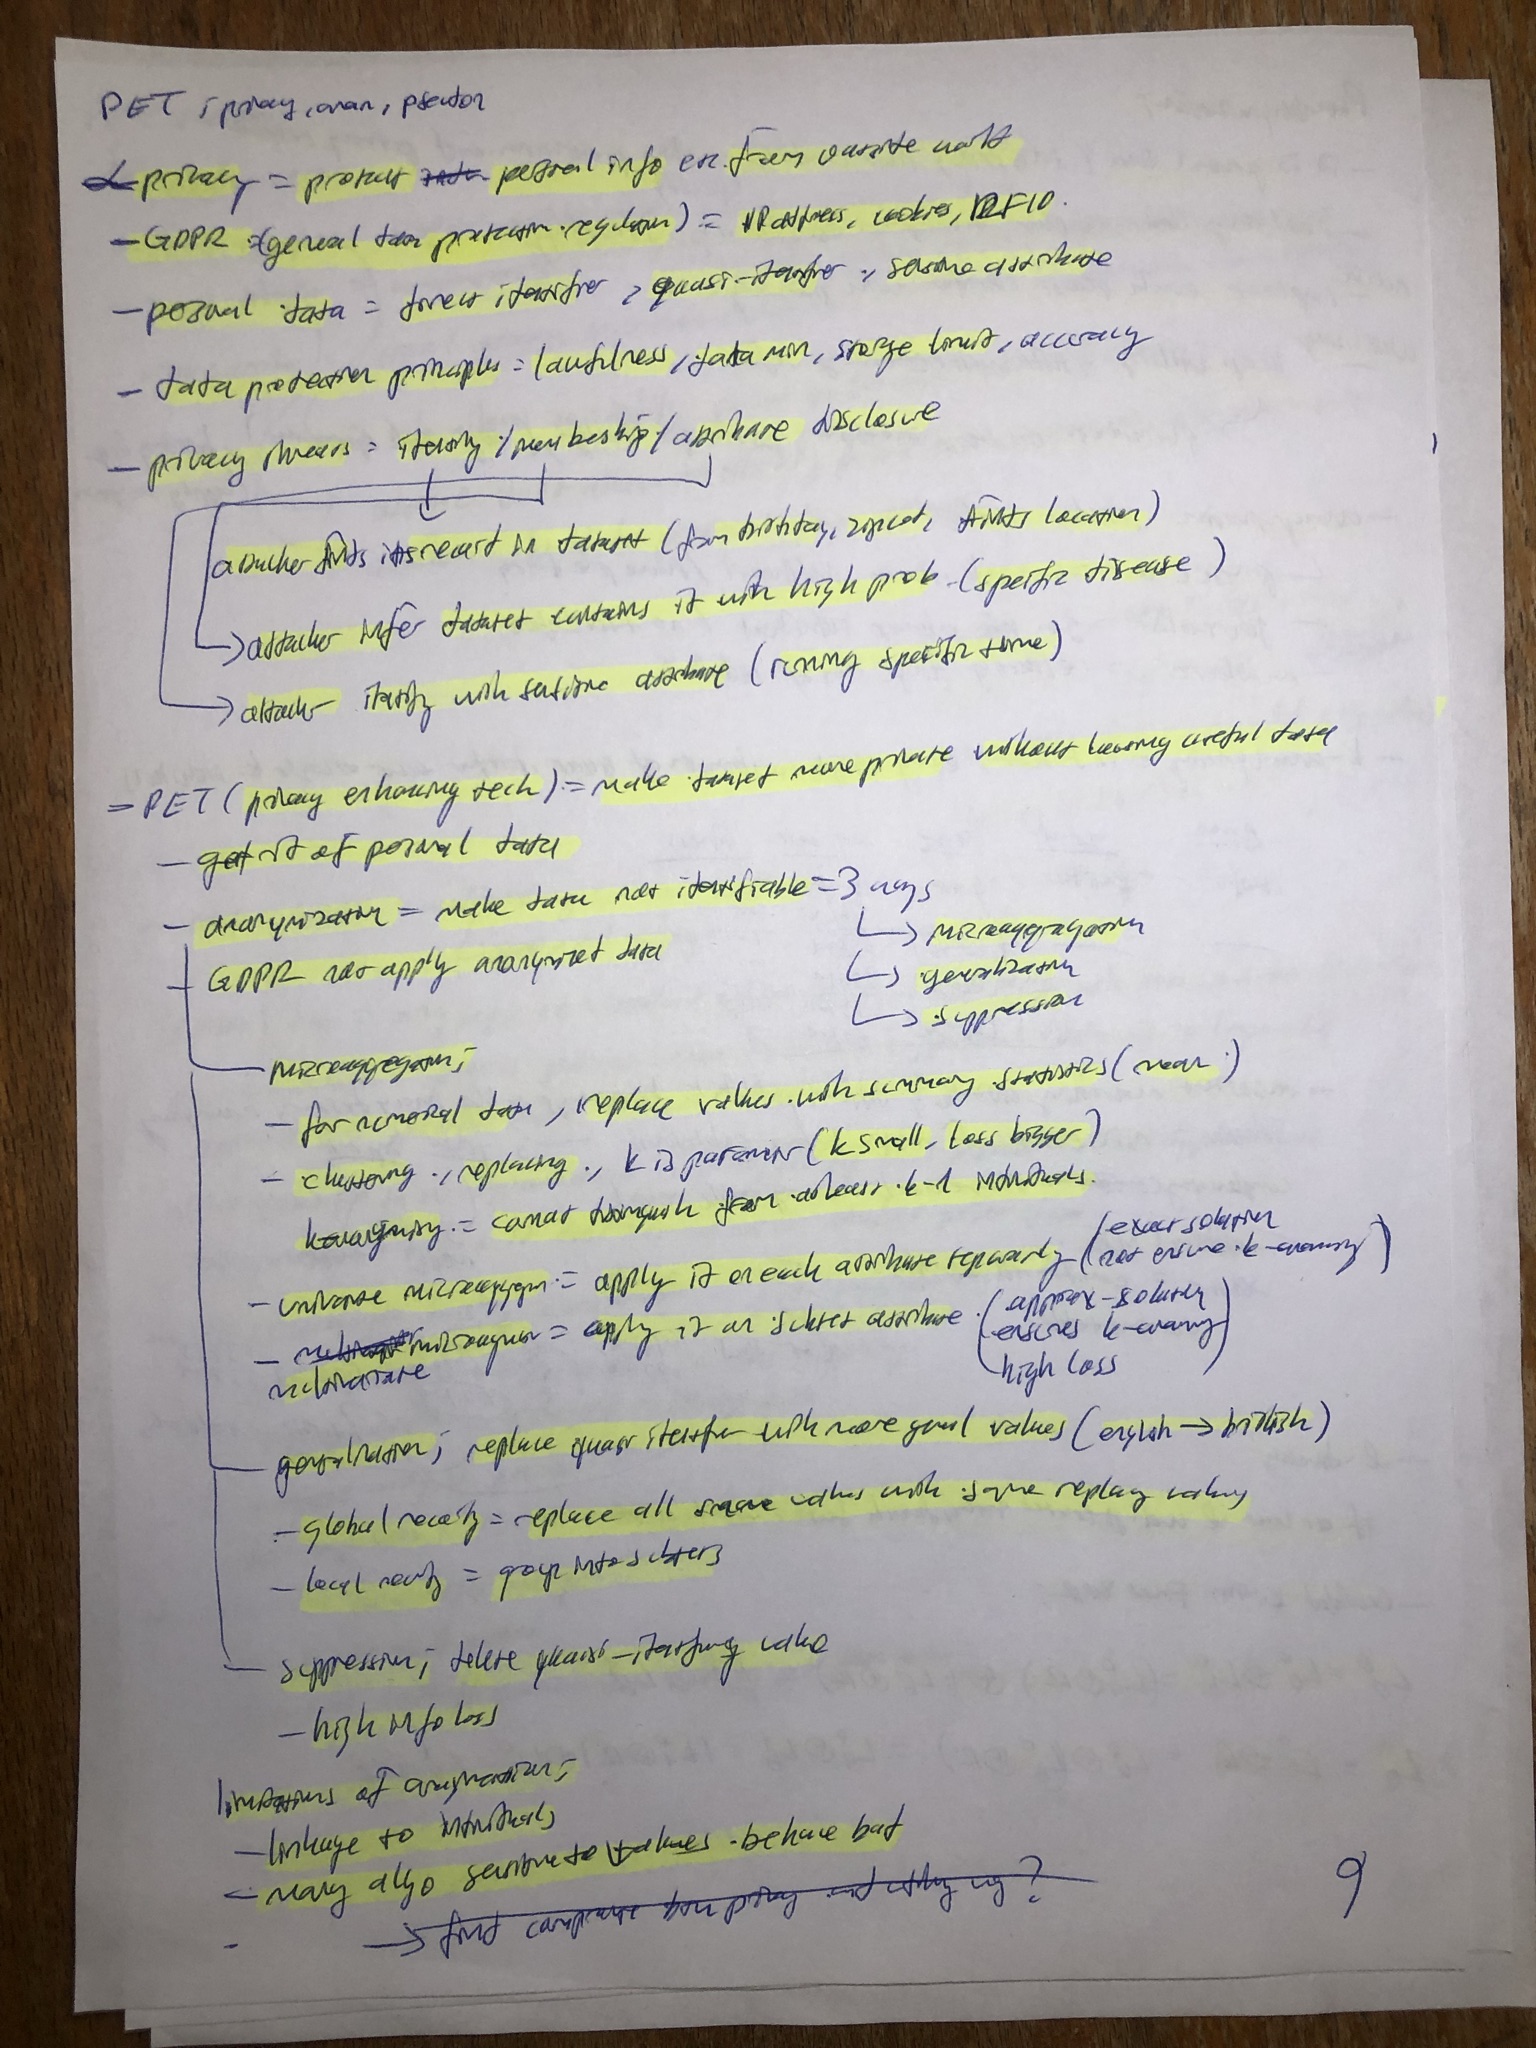 PET ; privacy, anon, pseudon
- privacy = protect data personal info etc. from outside world
- GDPR = (general data protection regulation) = IP address, cookies, RFID.
- personal data = direct identifier, quasi-identifier, sensitive attribute
- data protection principles = lawfulness, data min, storage limit, accuracy
- privacy threats = identity / membership / attribute disclosure
attacker finds its record in dataset (from birthday, zipcode, finds location)
→ attacker infer dataset contains it with high prob. (specific disease)
→ attacker identify with sensitive attribute (running specific time)
= PET (privacy enhancing tech) = make dataset more private without loosing useful data
- get rid of personal data
- anonymization = make data not identifiable = 3 ways
→ microaggregation
- GDPR not apply anonymized data
→ generalization
→ suppression
microaggregation;
- for numerical data, replace values with summary statistics (mean)
- clustering, replacing, k is parameter (k small, loss bigger)
k-anonymity = cannot distinguish from at least k-1 individuals.
- univariate microaggregation = apply it on each attribute separately (exact solution
not ensure k-anonymity)
- microaggregation = apply it on subset attribute (approx-solution
multivariate
ensures k-anonymity
high loss)
generalization; replace quasi identifier with more general values (english → british)
- global recoding = replace all same values with same replacing values
- local recoding = group into subsets
suppression; delete quasi-identifying value
- high info loss
limitations of anonymization;
- linkage to individuals
- many algo sensitive to values behave bad
-
→ find compromise btw privacy and utility
9